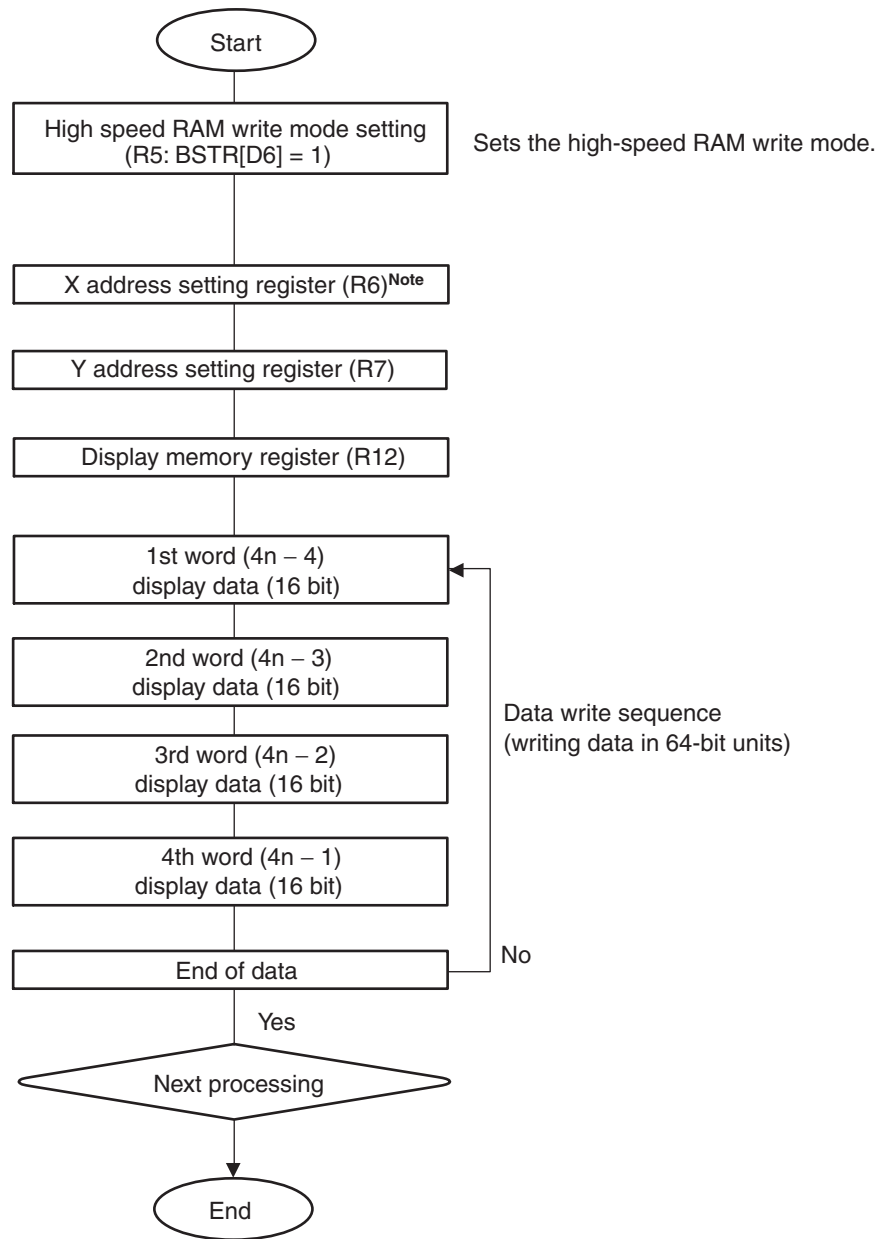 Start
High speed RAM write mode setting
(R5: BSTR[D6] = 1)
Sets the high-speed RAM write mode.
X address setting register (R6)Note
Y address setting register (R7)
Display memory register (R12)
1st word (4n – 4)
display data (16 bit)
2nd word (4n – 3)
display data (16 bit)
Data write sequence
(writing data in 64-bit units)
3rd word (4n – 2)
display data (16 bit)
4th word (4n – 1)
display data (16 bit)
End of data
No
Yes
Next processing
End